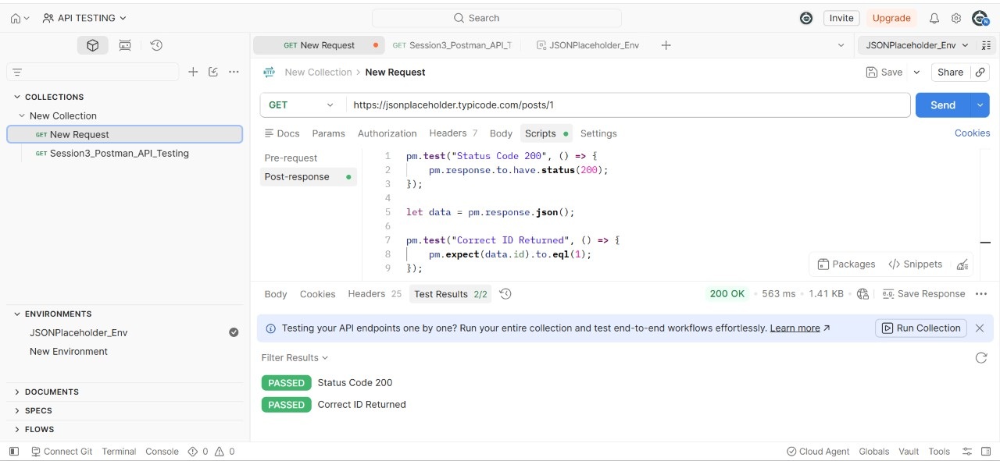 API TESTING
Search
Invite
Upgrade
GET New Request
GET Session3_Postman_API_T
JSONPlaceholder_Env
JSONPlaceholder_Env
HTTP New Collection > New Request
Save
Share
GET
https://jsonplaceholder.typicode.com/posts/1
Send
Docs Params Authorization Headers 7 Body Scripts Settings
Cookies
COLLECTIONS
New Collection
GET New Request
GET Session3_Postman_API_Testing
ENVIRONMENTS
JSONPlaceholder_Env
New Environment
DOCUMENTS
SPECS
FLOWS
Pre-request
Post-response
1 pm.test("Status Code 200", () => {
2 pm.response.to.have.status(200);
3 });
4
5 let data = pm.response.json();
6
7 pm.test("Correct ID Returned", () => {
8 pm.expect(data.id).to.eql(1);
9 });
Packages
</> Snippets
Body Cookies Headers 25 Test Results 2/2
200 OK • 563 ms • 1.41 KB •
e.g. Save Response
Testing your API endpoints one by one? Run your entire collection and test end-to-end workflows effortlessly. Learn more ↗
Run Collection
Filter Results
PASSED Status Code 200
PASSED Correct ID Returned
Connect Git Terminal Console 0 0
Cloud Agent Globals Vault Tools